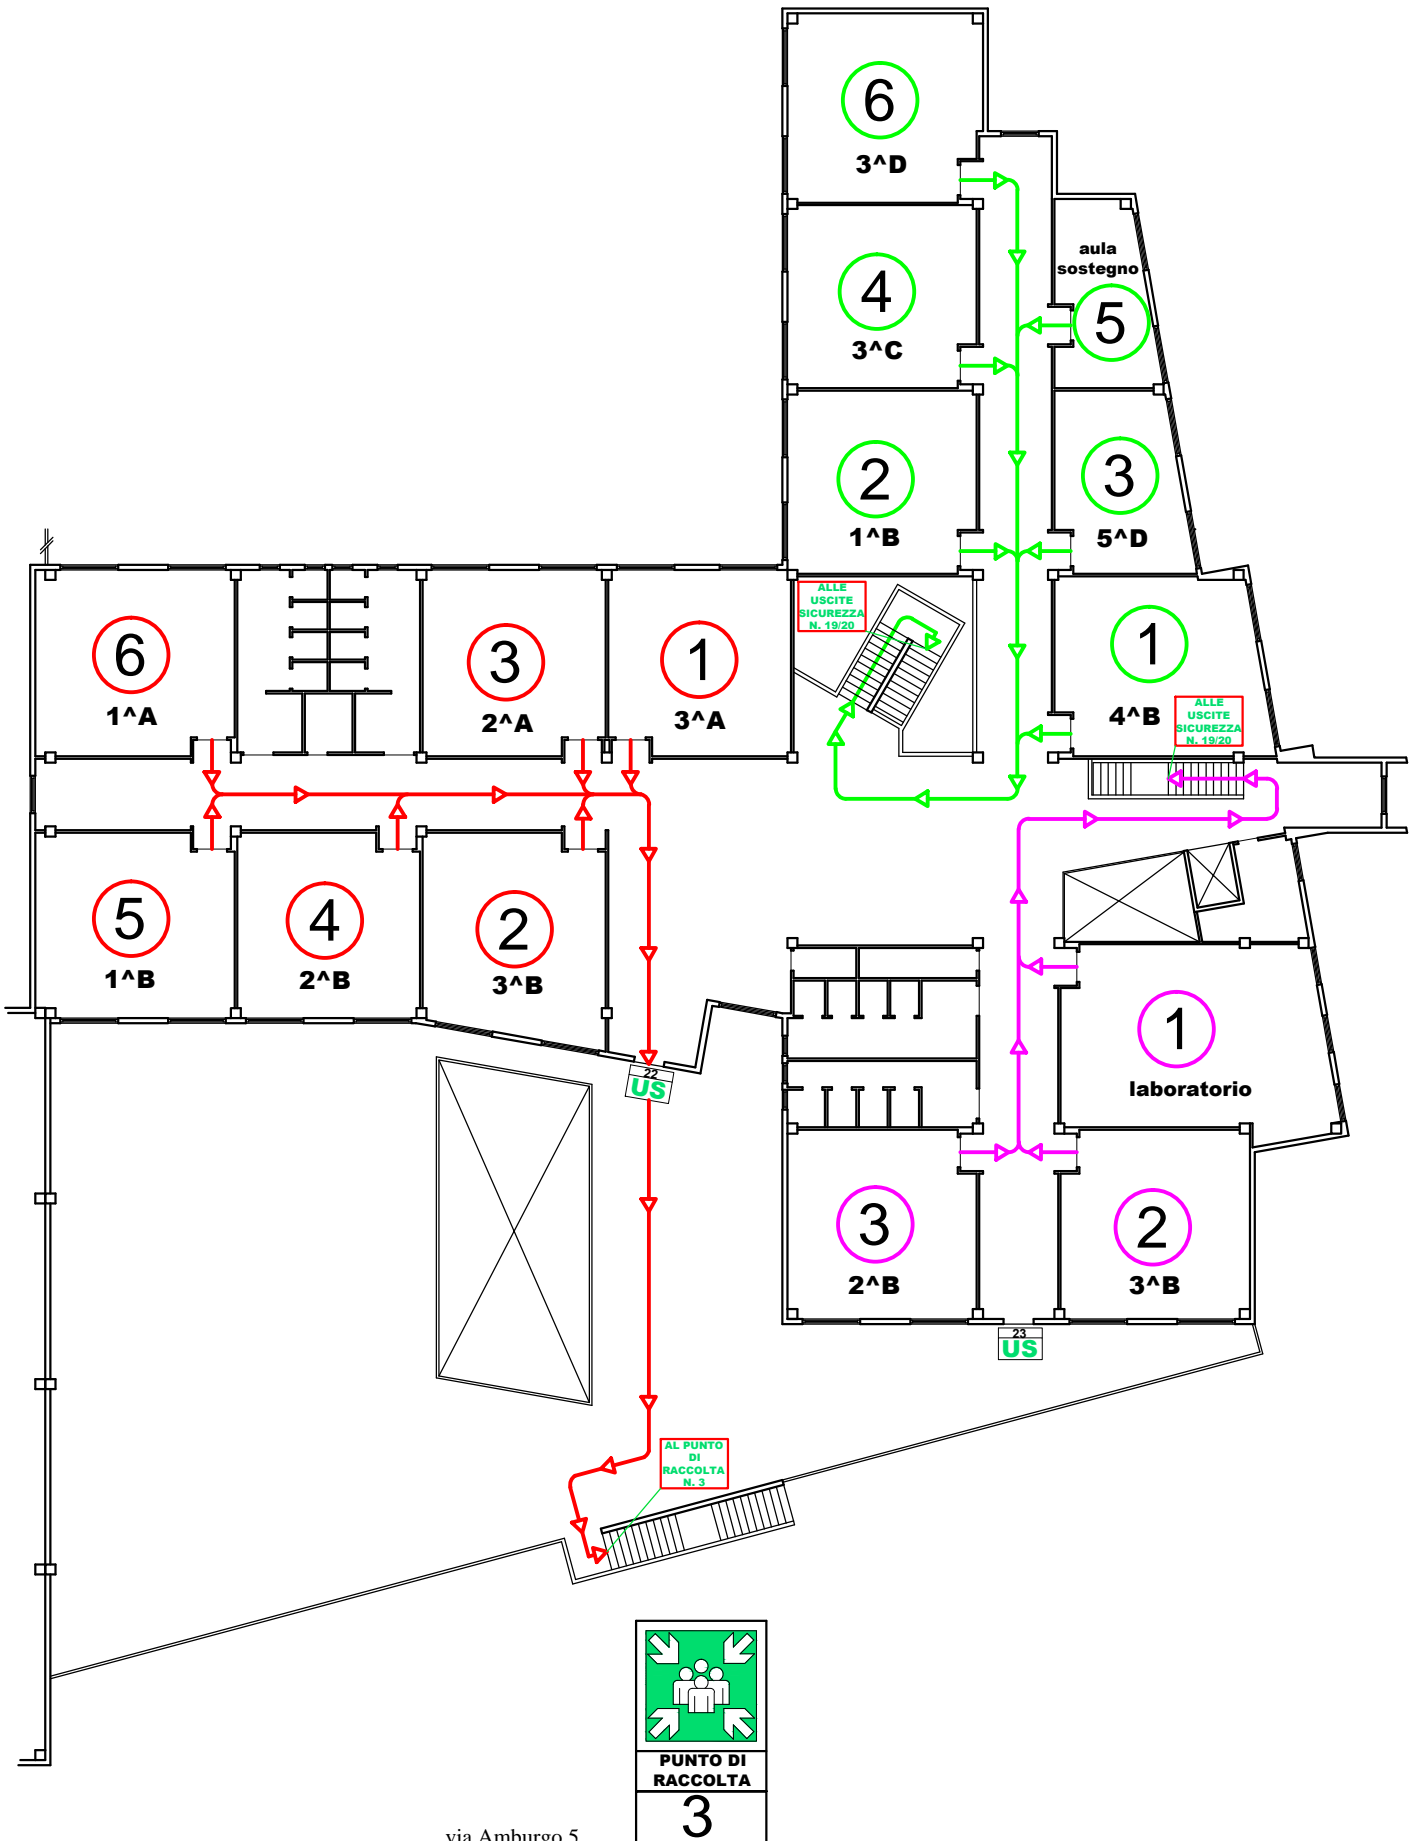 6
3^D
aula
sostegno
4
3^C
5
2
1^B
3
5^D
ALLE
USCITE
SICUREZZA
N. 19/20
1
4^B
ALLE
USCITE
SICUREZZA
N. 19/20
6
1^A
3
2^A
1
3^A
5
1^B
4
2^B
2
3^B
22
US
1
laboratorio
3
2^B
2
3^B
23
US
AL PUNTO
DI
RACCOLTA
N. 3
PUNTO DI
RACCOLTA
3
via Amburgo 5